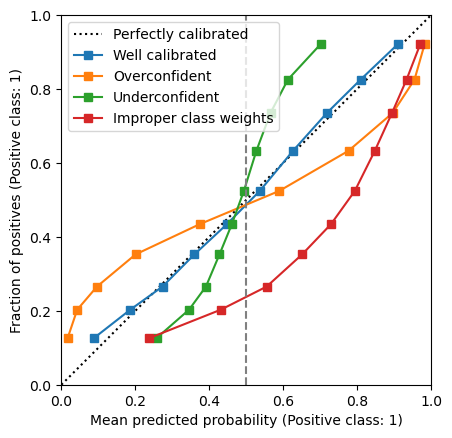 1.0
0.8
0.6
0.4
0.2
0.0
Fraction of positives (Positive class: 1)
Perfectly calibrated
Well calibrated
Overconfident
Underconfident
Improper class weights
0.0 0.2 0.4 0.6 0.8 1.0
Mean predicted probability (Positive class: 1)